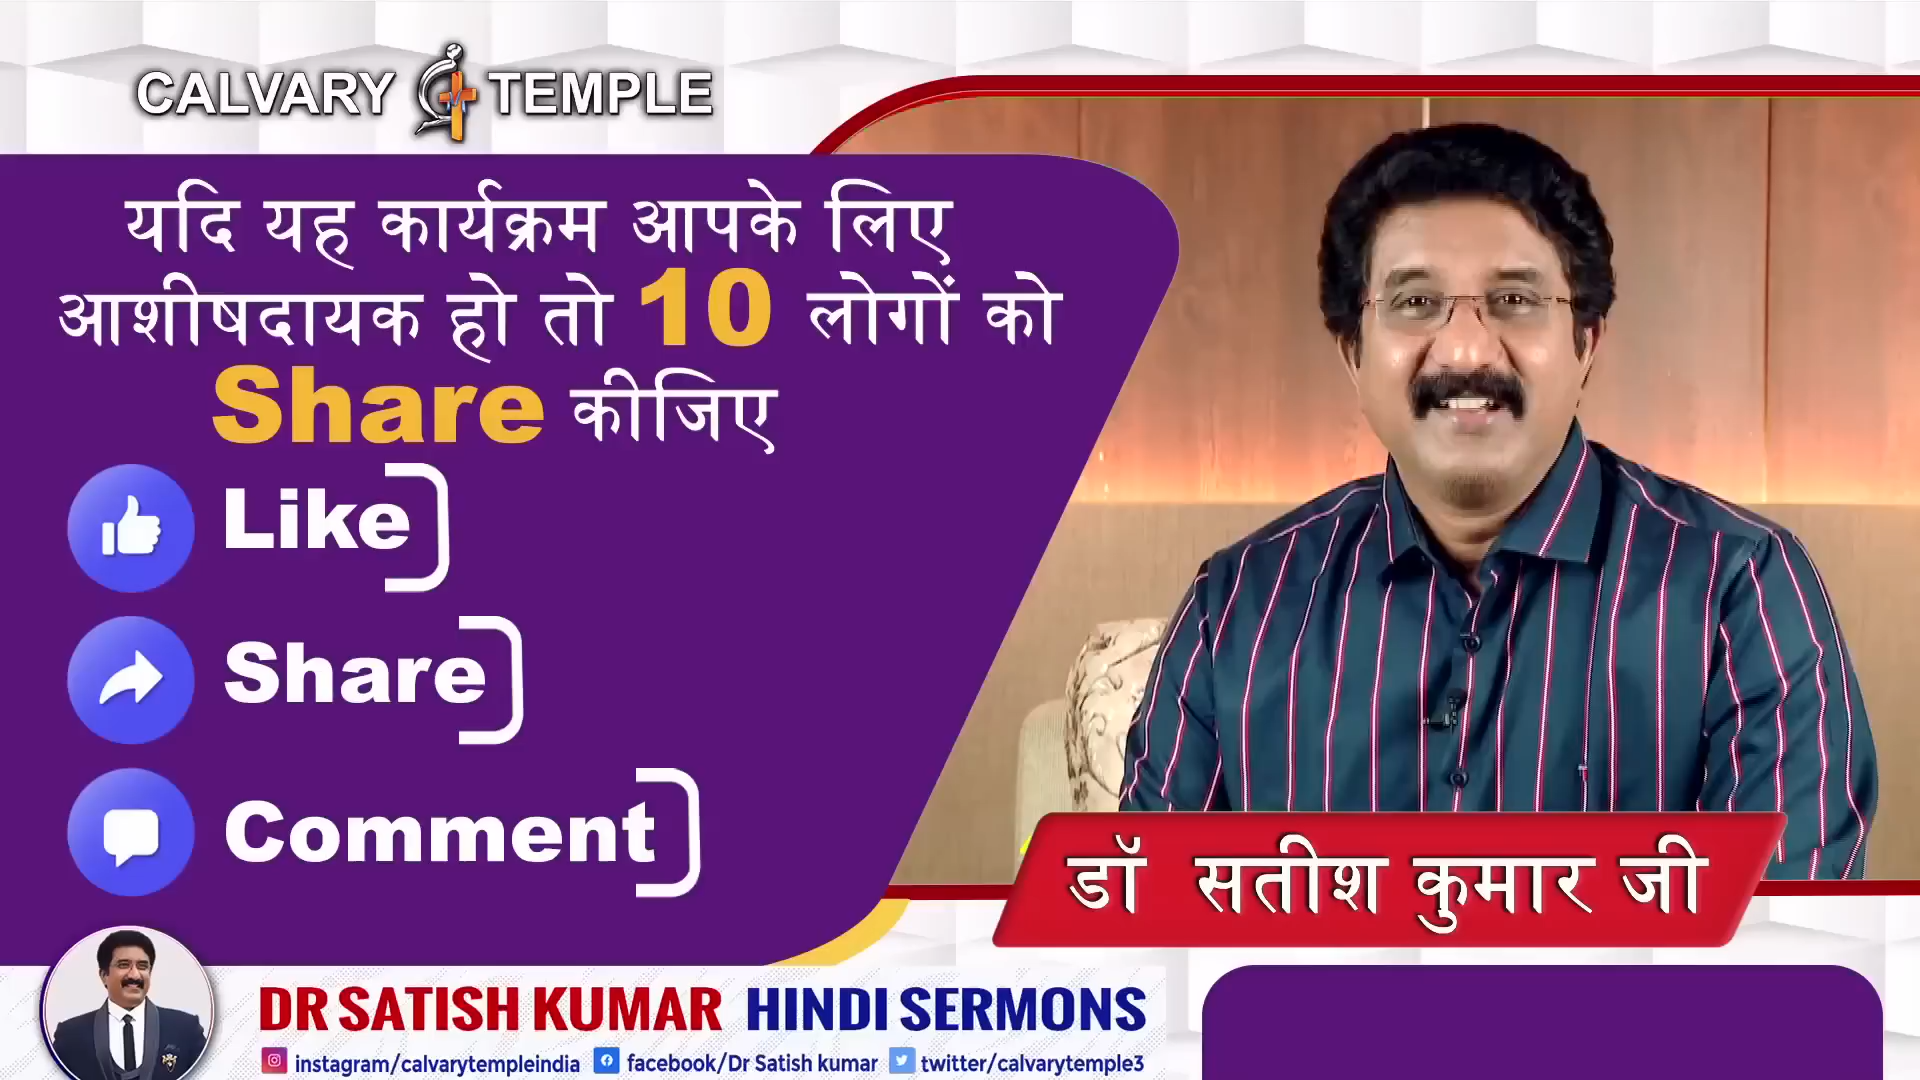 CALVARY TEMPLE
यदि यह कार्यक्रम आपके लिए
आशीषदायक हो तो 10 लोगों को
Share कीजिए
Like
Share
Comment
डॉ सतीश कुमार जी
DR SATISH KUMAR HINDI SERMONS
instagram/calvarytempleindia facebook/Dr Satish kumar twitter/calvarytemple3